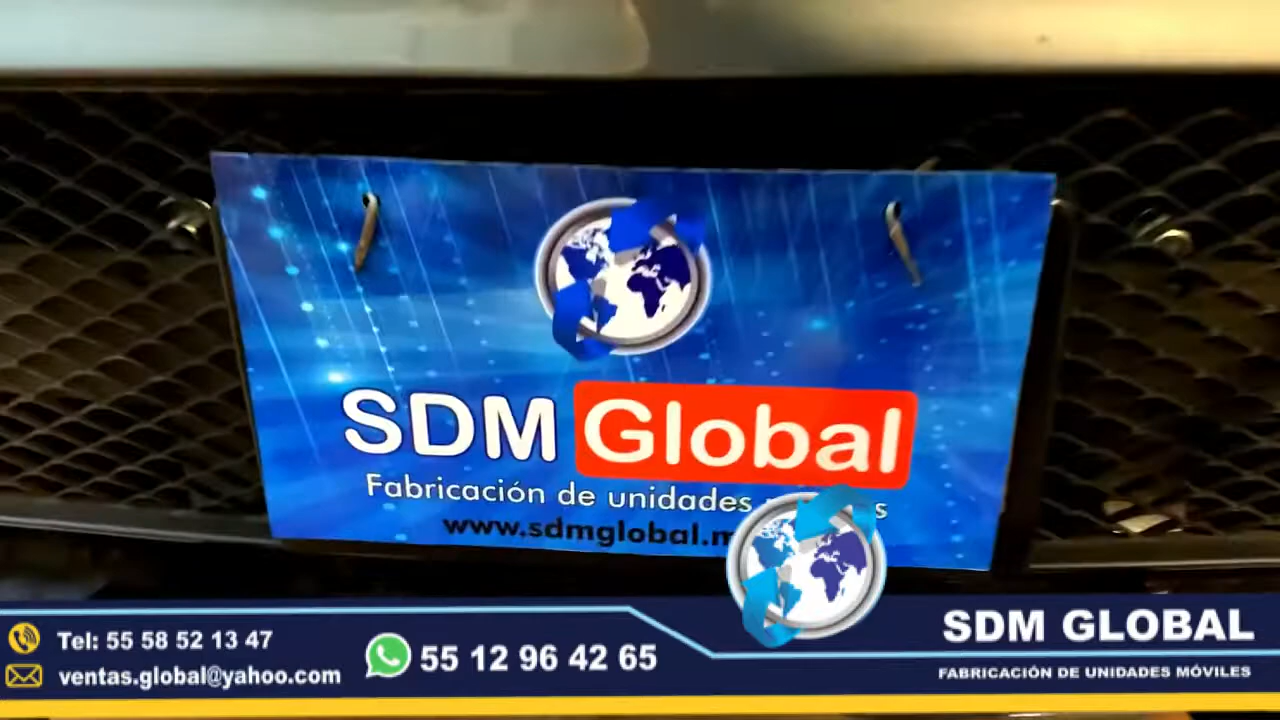 SDM Global
Fabricación de unidades
www.sdmglobal.m
Tel: 55 58 52 13 47
ventas.global@yahoo.com
55 12 96 42 65
SDM GLOBAL
FABRICACIÓN DE UNIDADES MÓVILES